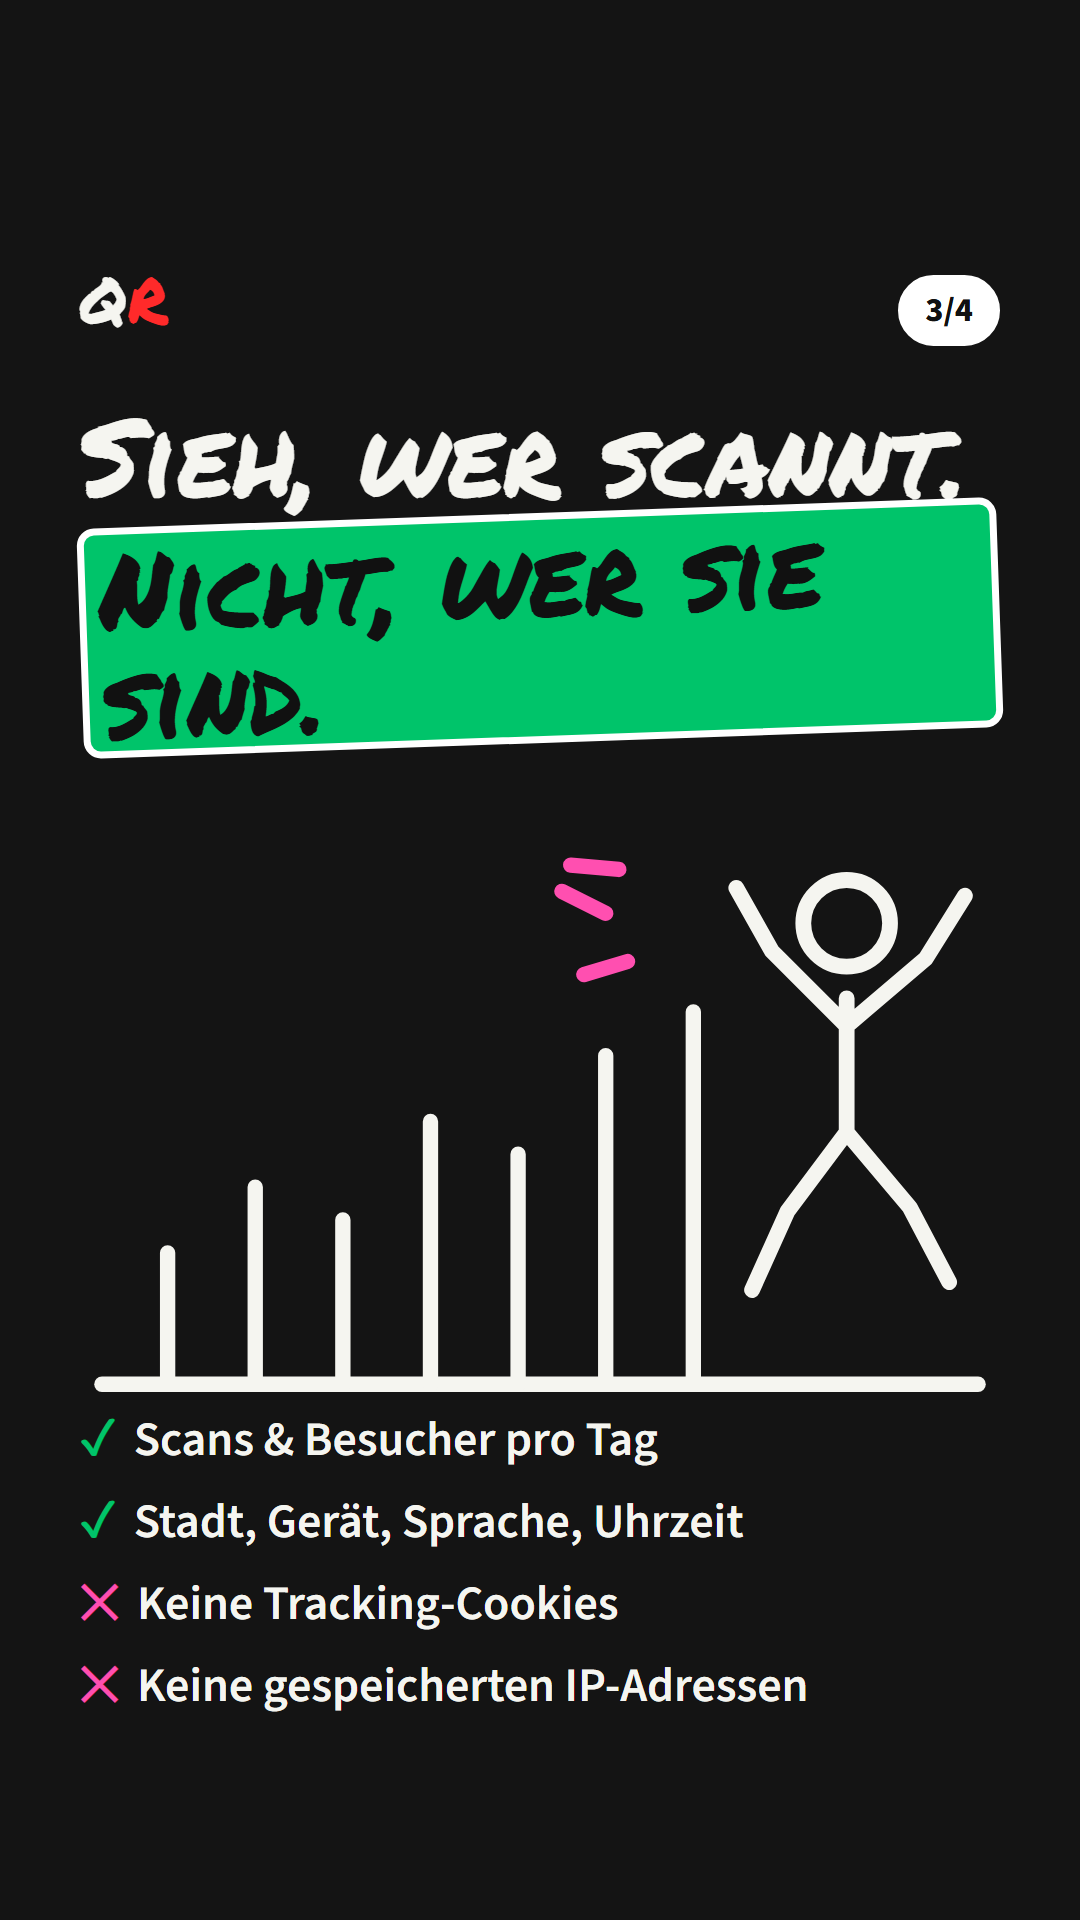 QR
3/4
Sieh, wer scannt.
Nicht, wer sie
sind.
✓ Scans & Besucher pro Tag
✓ Stadt, Gerät, Sprache, Uhrzeit
✕ Keine Tracking-Cookies
✕ Keine gespeicherten IP-Adressen